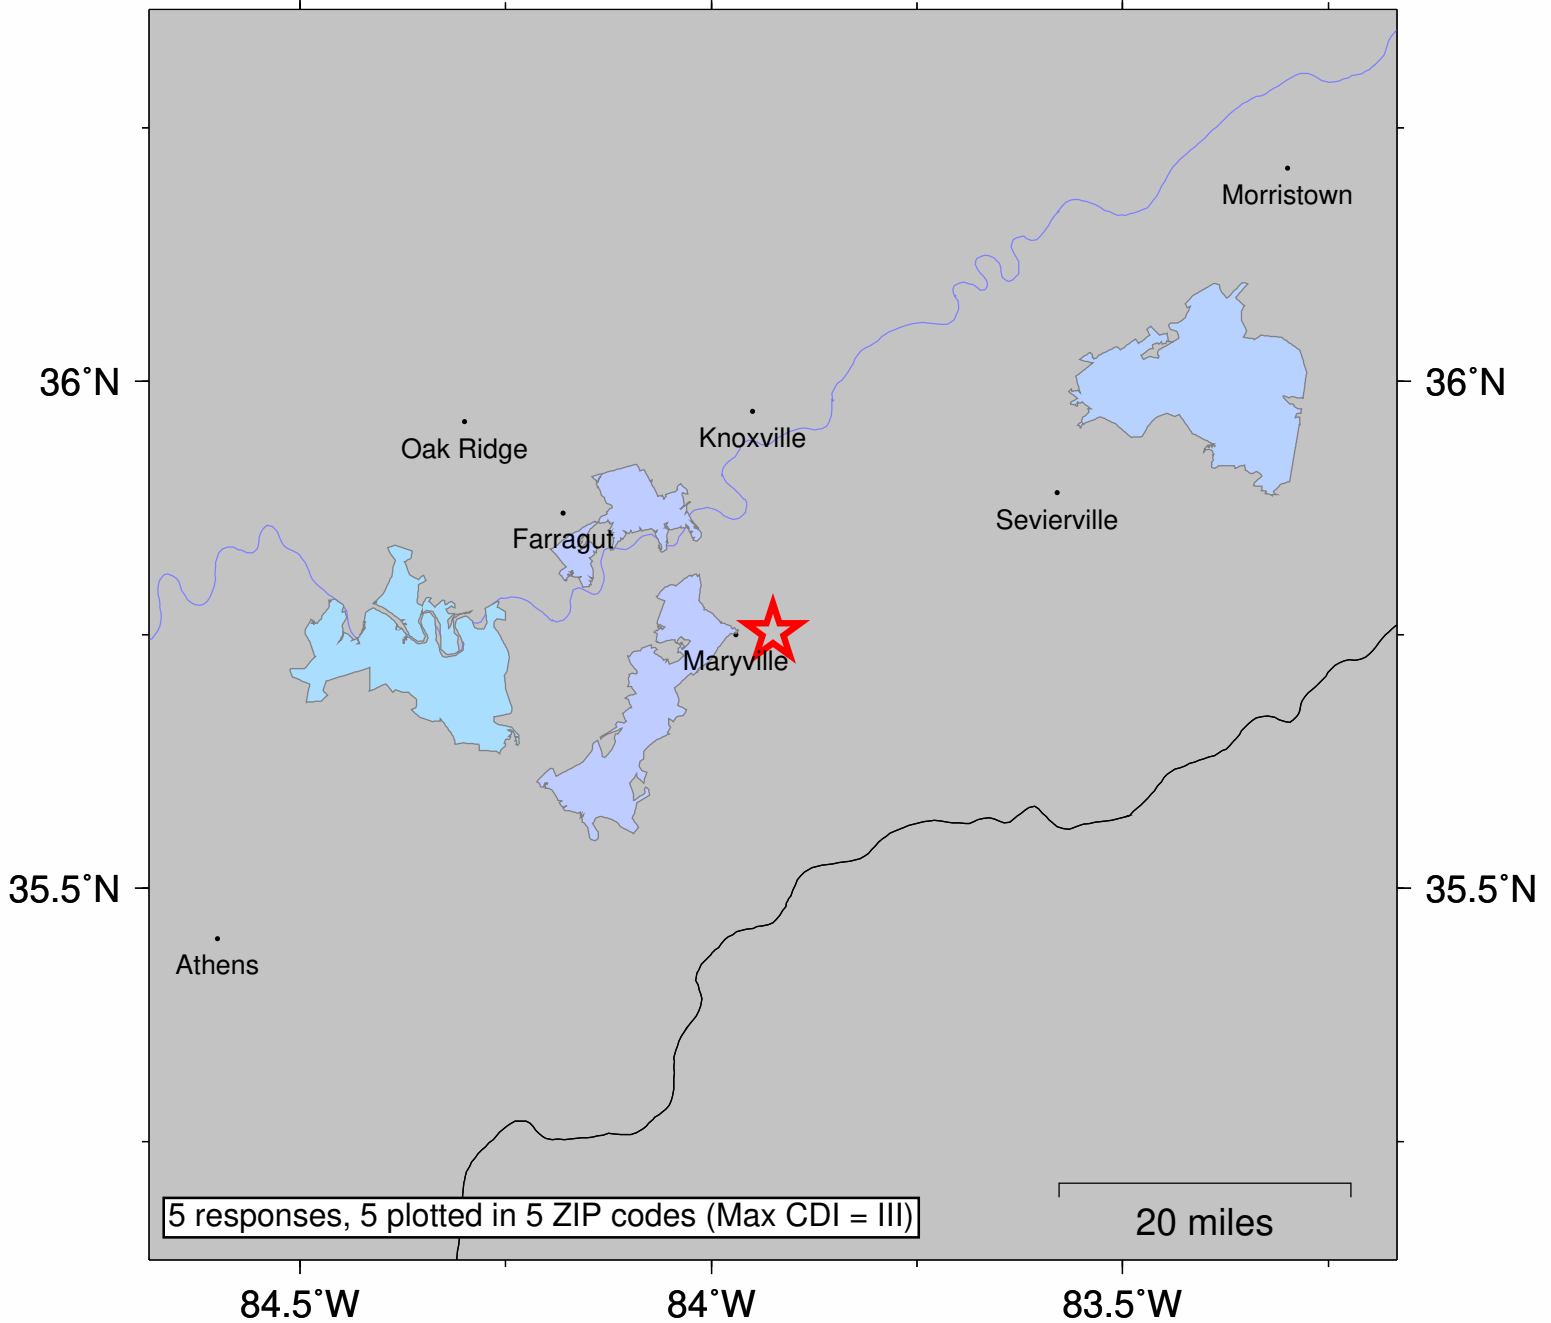 Morristown
36˚N
36˚N
Knoxville
Oak Ridge
Sevierville
Farragut
Maryville
35.5˚N
35.5˚N
Athens
5 responses, 5 plotted in 5 ZIP codes (Max CDI = III)
20 miles
84.5˚W
84˚W
83.5˚W